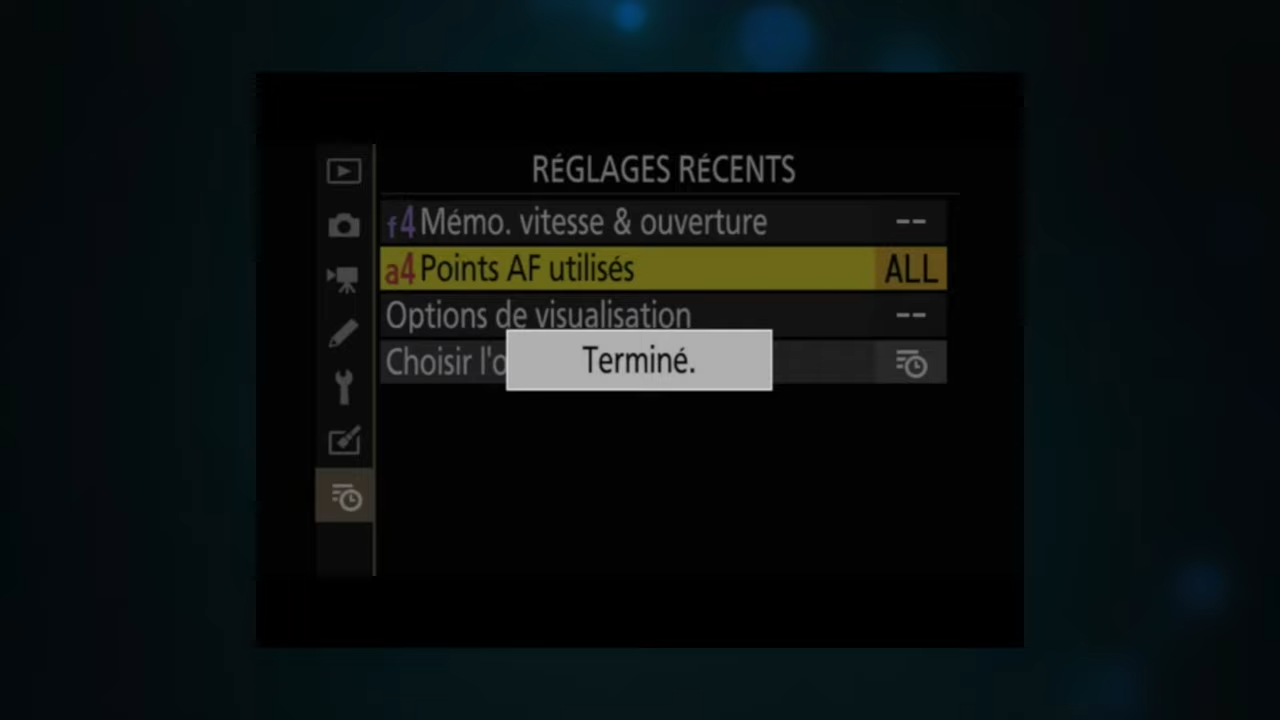 RÉGLAGES RÉCENTS
f4 Mémo. vitesse & ouverture --
a4 Points AF utilisés ALL
Options de visualisation --
Choisir l'o
Terminé.